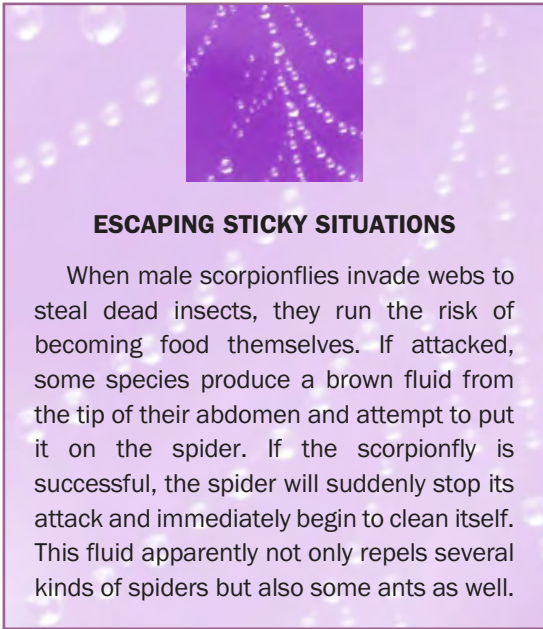 ESCAPING STICKY SITUATIONS
When male scorpionflies invade webs to
steal dead insects, they run the risk of
becoming food themselves. If attacked,
some species produce a brown fluid from
the tip of their abdomen and attempt to put
it on the spider. If the scorpionfly is
successful, the spider will suddenly stop its
attack and immediately begin to clean itself.
This fluid apparently not only repels several
kinds of spiders but also some ants as well.